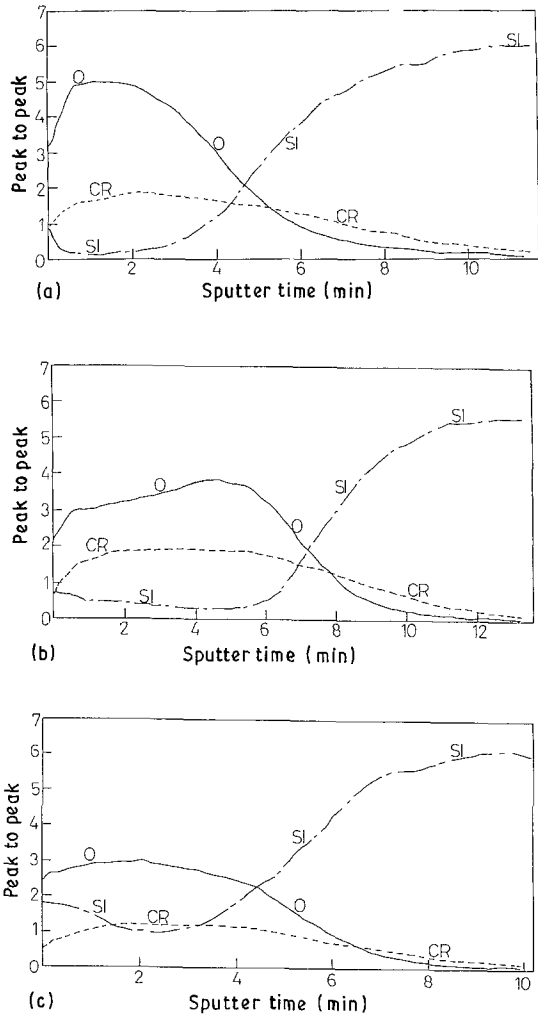 7
6
5
4
3
2
1
0
Peak to peak
O
O
SI
SI
SI
CR
CR
2 4 6 8 10
(a) Sputter time (min)
7
6
5
4
3
2
1
0
Peak to peak
O
O
CR
CR
SI
SI
SI
2 4 6 8 10 12
(b) Sputter time (min)
7
6
5
4
3
2
1
0
Peak to peak
O
O
SI
SI
SI
CR
CR
0 2 4 6 8 10
(c) Sputter time (min)